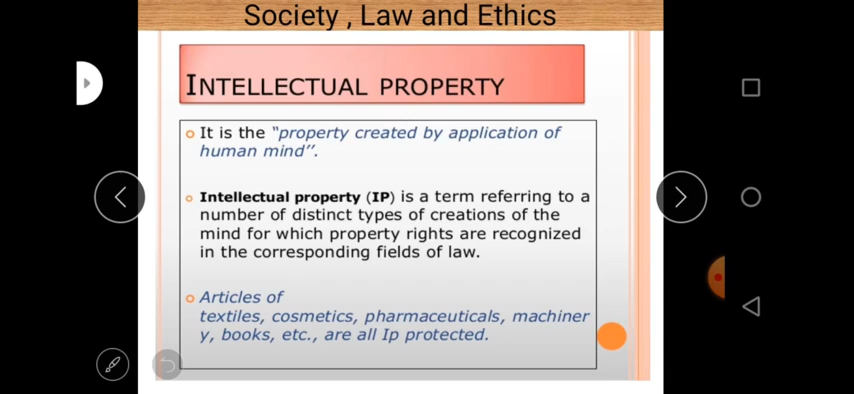 Society , Law and Ethics
INTELLECTUAL PROPERTY
It is the "property created by application of
human mind".
Intellectual property (IP) is a term referring to a
number of distinct types of creations of the
mind for which property rights are recognized
in the corresponding fields of law.
Articles of
textiles, cosmetics, pharmaceuticals, machiner
y, books, etc., are all Ip protected.